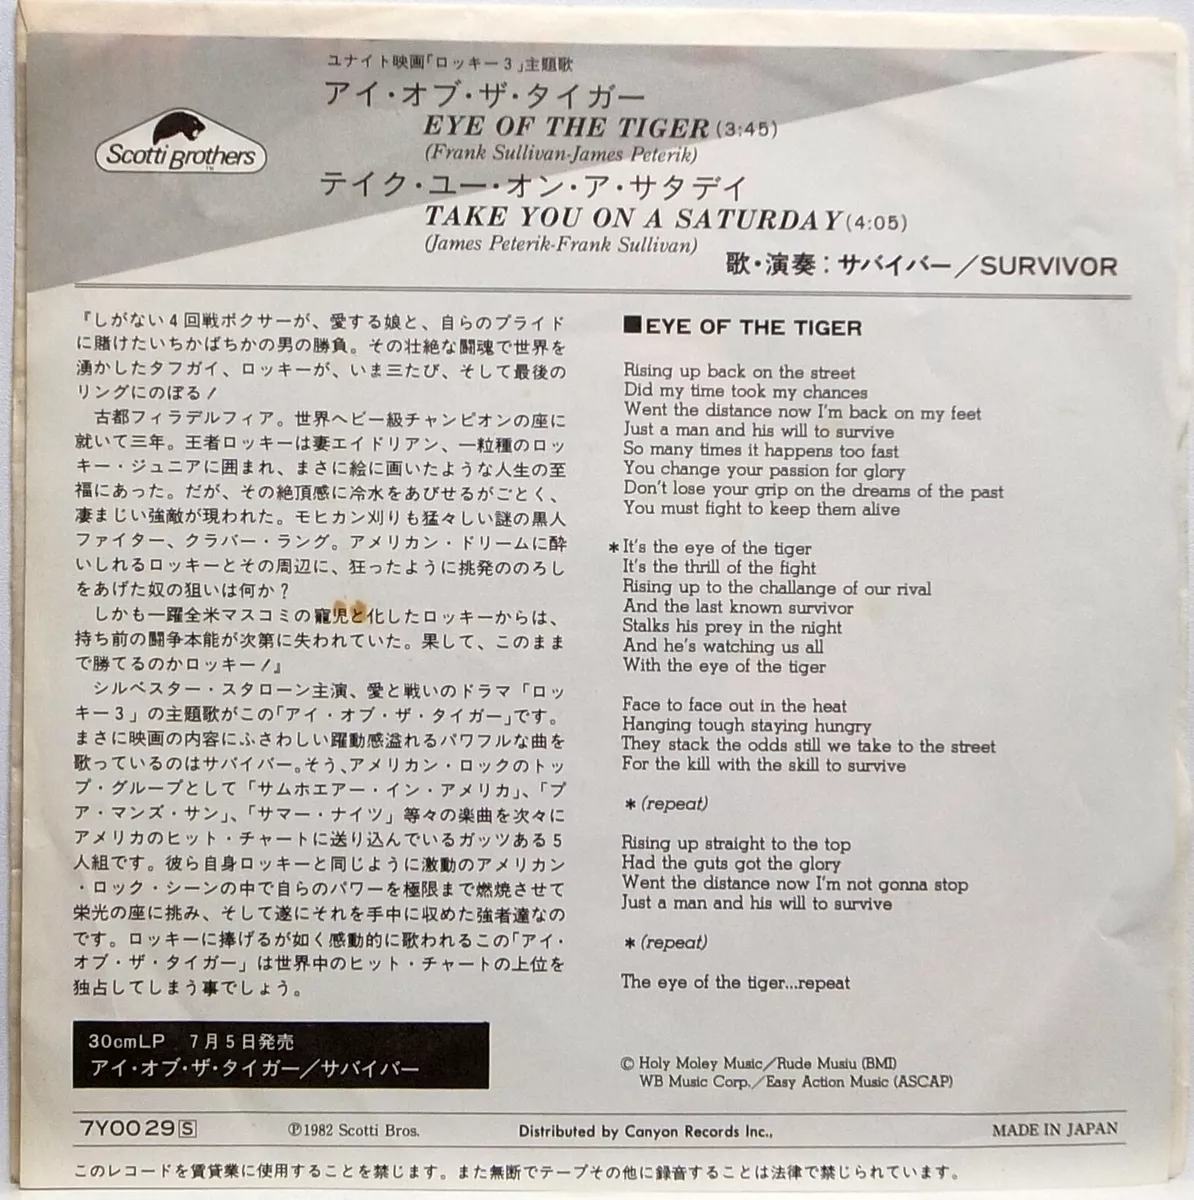 ユナイト映画「ロッキー3」主題歌
アイ・オブ・ザ・タイガー
EYE OF THE TIGER (3:45)
(Frank Sullivan-James Peterik)
Scotti Brothers
TM
テイク・ユー・オン・ア・サタデイ
TAKE YOU ON A SATURDAY (4:05)
(James Peterik-Frank Sullivan)
歌・演奏：サバイバー／SURVIVOR
『しがない4回戦ボクサーが、愛する娘と、自らのプライド
に賭けたいちかばちかの男の勝負。その壮絶な闘魂で世界を
湧かしたタフガイ、ロッキーが、いま三たび、そして最後の
リングにのぼる！
古都フィラデルフィア。世界ヘビー級チャンピオンの座に
就いて三年。王者ロッキーは妻エイドリアン、一粒種のロッ
キー・ジュニアに囲まれ、まさに絵に画いたような人生の至
福にあった。だが、その絶頂感に冷水をあびせるがごとく、
凄まじい強敵が現われた。モヒカン刈りも猛々しい謎の黒人
ファイター、クラバー・ラング。アメリカン・ドリームに酔
いしれるロッキーとその周辺に、狂ったように挑発ののろし
をあげた奴の狙いは何か？
しかも一躍全米マスコミの寵児と化したロッキーからは、
持ち前の闘争本能が次第に失われていた。果して、このまま
で勝てるのかロッキー！』
シルベスター・スタローン主演、愛と戦いのドラマ「ロッ
キー3」の主題歌がこの「アイ・オブ・ザ・タイガー」です。
まさに映画の内容にふさわしい躍動感溢れるパワフルな曲を
歌っているのはサバイバー。そう、アメリカン・ロックのトッ
プ・グループとして「サムホエアー・イン・アメリカ」、「プ
ア・マンズ・サン」、「サマー・ナイツ」等々の楽曲を次々に
アメリカのヒット・チャートに送り込んでいるガッツある5
人組です。彼ら自身ロッキーと同じように激動のアメリカン
・ロック・シーンの中で自らのパワーを極限まで燃焼させて
栄光の座に挑み、そして遂にそれを手中に収めた強者達なの
です。ロッキーに捧げるが如く感動的に歌われるこの「アイ・
オブ・ザ・タイガー」は世界中のヒット・チャートの上位を
独占してしまう事でしょう。
30cmLP 7月5日発売
アイ・オブ・ザ・タイガー／サバイバー
■EYE OF THE TIGER
Rising up back on the street
Did my time took my chances
Went the distance now I'm back on my feet
Just a man and his will to survive
So many times it happens too fast
You change your passion for glory
Don't lose your grip on the dreams of the past
You must fight to keep them alive
*It's the eye of the tiger
It's the thrill of the fight
Rising up to the challange of our rival
And the last known survivor
Stalks his prey in the night
And he's watching us all
With the eye of the tiger
Face to face out in the heat
Hanging tough staying hungry
They stack the odds still we take to the street
For the kill with the skill to survive
* (repeat)
Rising up straight to the top
Had the guts got the glory
Went the distance now I'm not gonna stop
Just a man and his will to survive
* (repeat)
The eye of the tiger...repeat
© Holy Moley Music／Rude Musiu (BMI)
WB Music Corp.／Easy Action Music (ASCAP)
7Y0029 S ℗1982 Scotti Bros. Distributed by Canyon Records Inc., MADE IN JAPAN
このレコードを賃貸業に使用することを禁じます。また無断でテープその他に録音することは法律で禁じられています。